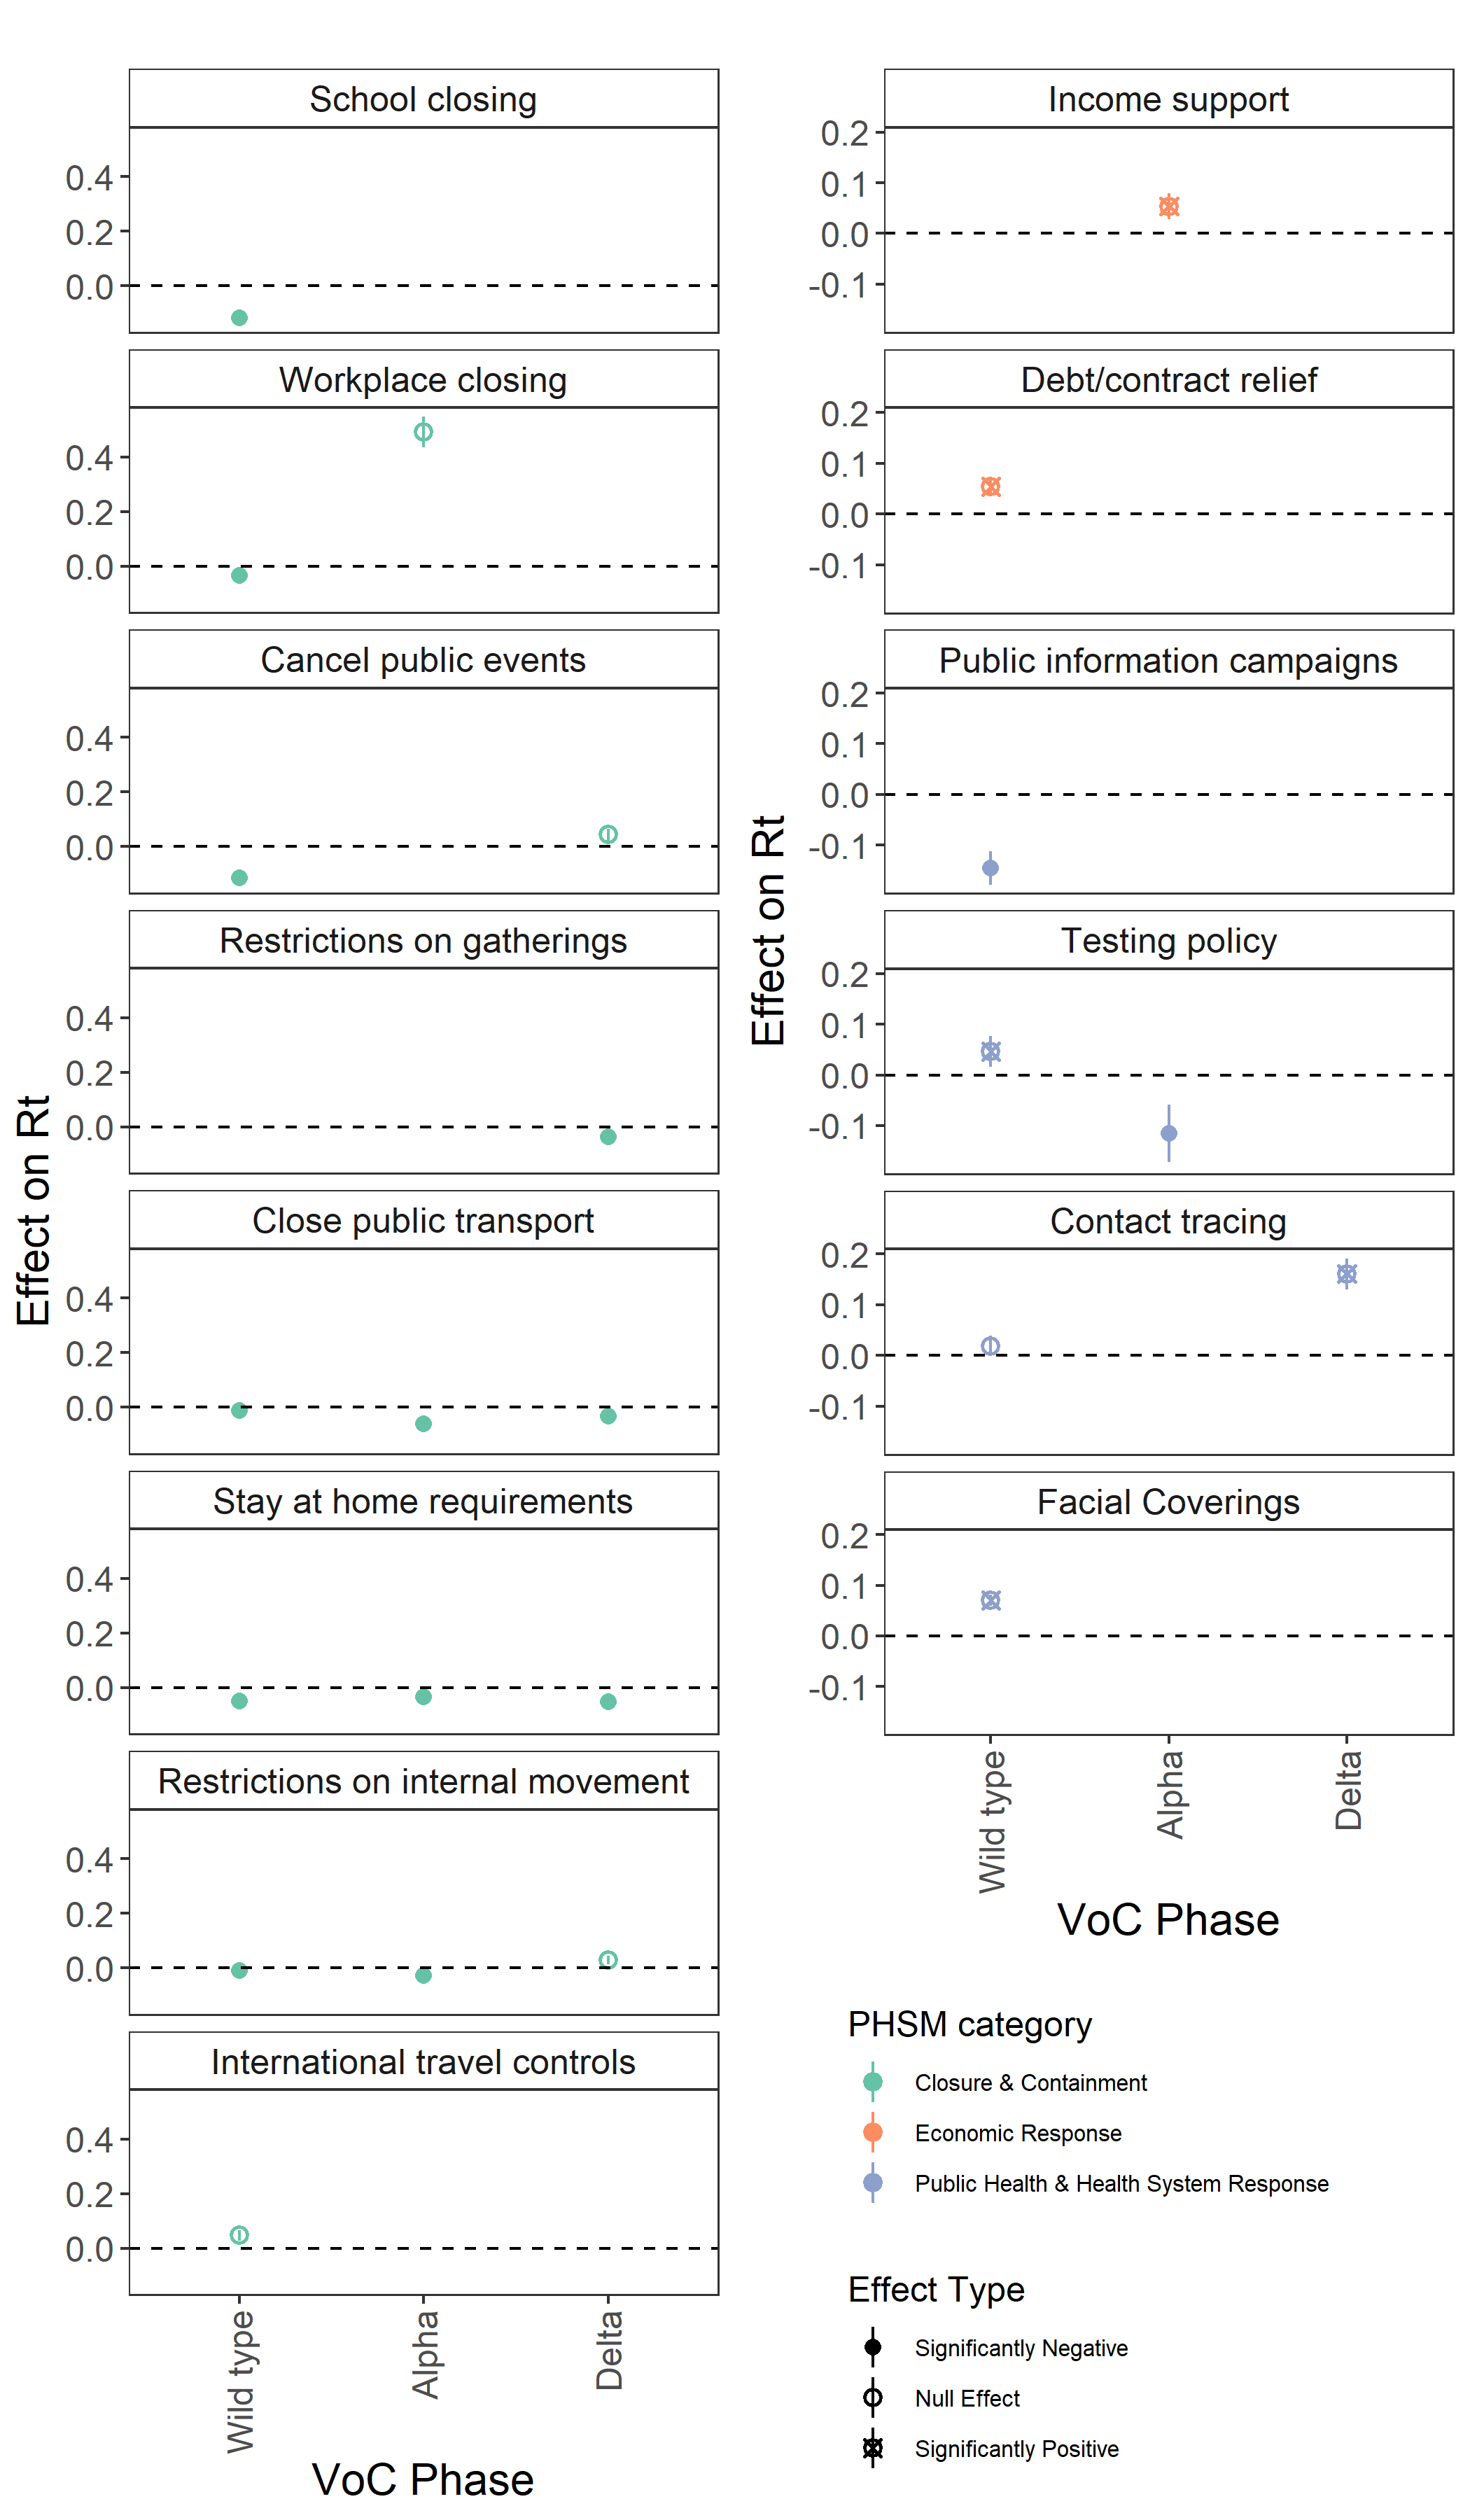 School closing
0.4
0.2
0.0
Workplace closing
0.4
0.2
0.0
Cancel public events
0.4
0.2
0.0
Restrictions on gatherings
0.4
0.2
0.0
Close public transport
0.4
0.2
0.0
Stay at home requirements
0.4
0.2
0.0
Restrictions on internal movement
0.4
0.2
0.0
International travel controls
0.4
0.2
0.0
Effect on Rt
Wild type
Alpha
Delta
VoC Phase
Income support
0.2
0.1
0.0
-0.1
Debt/contract relief
0.2
0.1
0.0
-0.1
Public information campaigns
0.2
0.1
0.0
-0.1
Testing policy
0.2
0.1
0.0
-0.1
Contact tracing
0.2
0.1
0.0
-0.1
Facial Coverings
0.2
0.1
0.0
-0.1
Effect on Rt
Wild type
Alpha
Delta
VoC Phase
PHSM category
Closure & Containment
Economic Response
Public Health & Health System Response
Effect Type
Significantly Negative
Null Effect
Significantly Positive